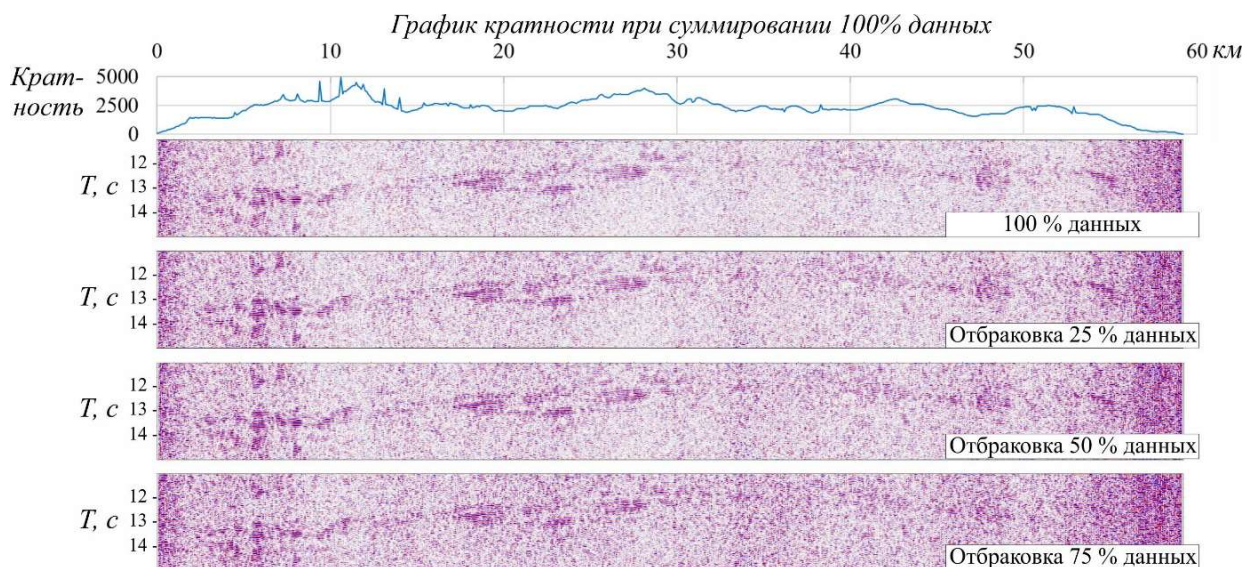 График кратности при суммировании 100% данных
0 10 20 30 40 50 60 км
Крат-
ность
5000
2500
0
T, с
12
13
14
100 % данных
T, с
12
13
14
Отбраковка 25 % данных
T, с
12
13
14
Отбраковка 50 % данных
T, с
12
13
14
Отбраковка 75 % данных